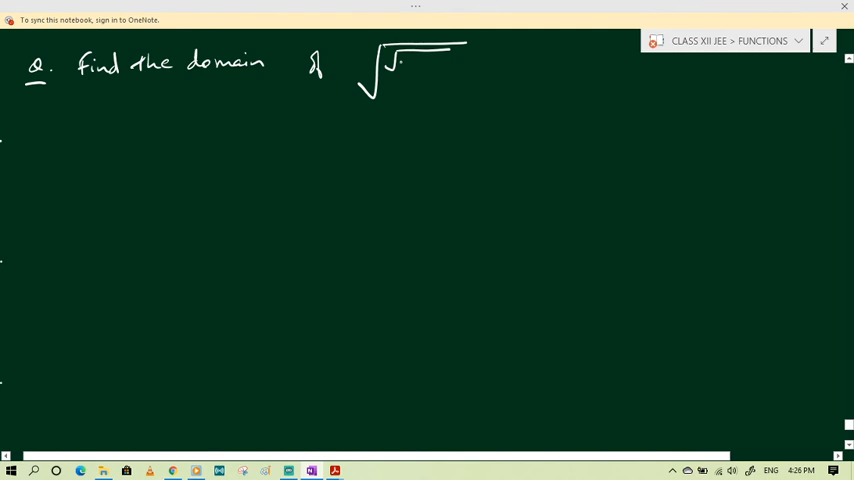 To sync this notebook, sign in to OneNote.
CLASS XII JEE > FUNCTIONS
Q. Find the domain of √√
ENG 4:26 PM